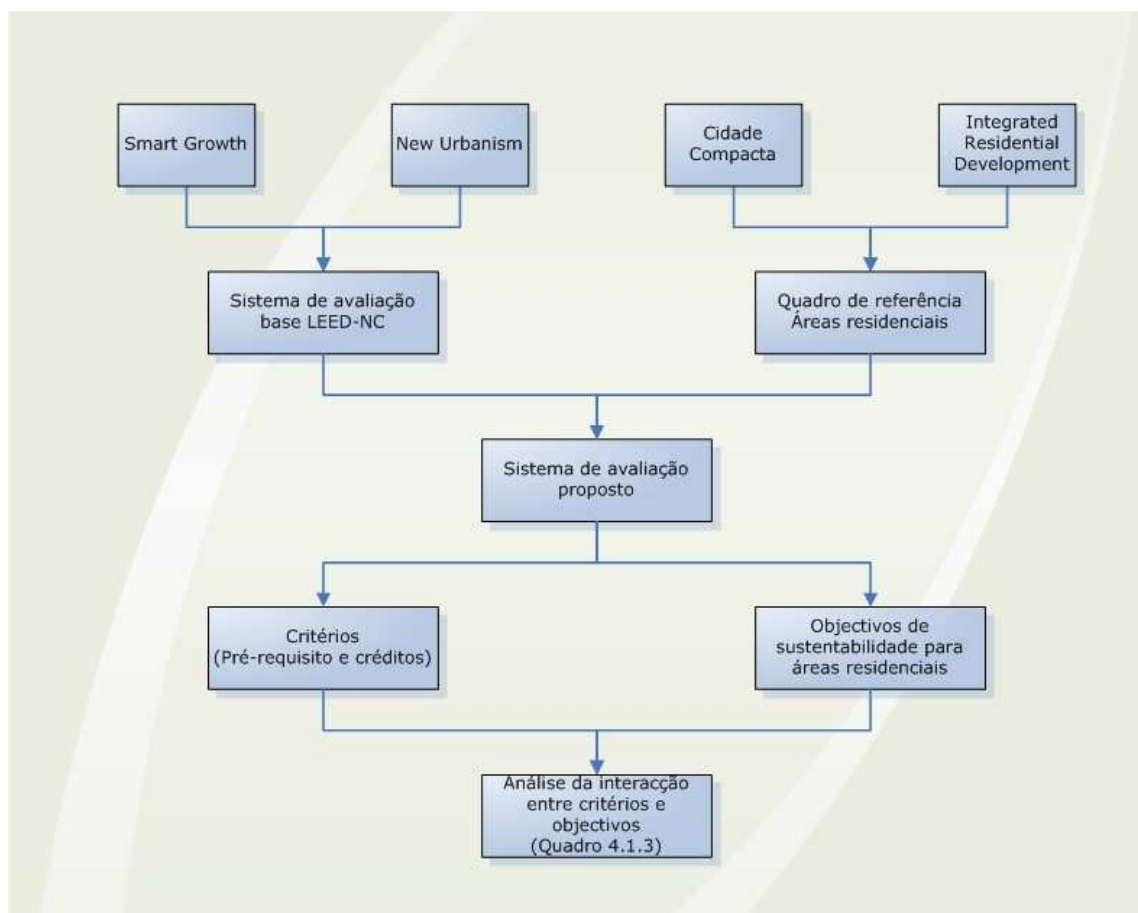 Smart Growth
New Urbanism
Cidade
Compacta
Integrated
Residential
Development
Sistema de avaliação
base LEED-NC
Quadro de referência
Áreas residenciais
Sistema de avaliação
proposto
Critérios
(Pré-requisito e créditos)
Objectivos de
sustentabilidade para
áreas residenciais
Análise da interacção
entre critérios e
objectivos
(Quadro 4.1.3)